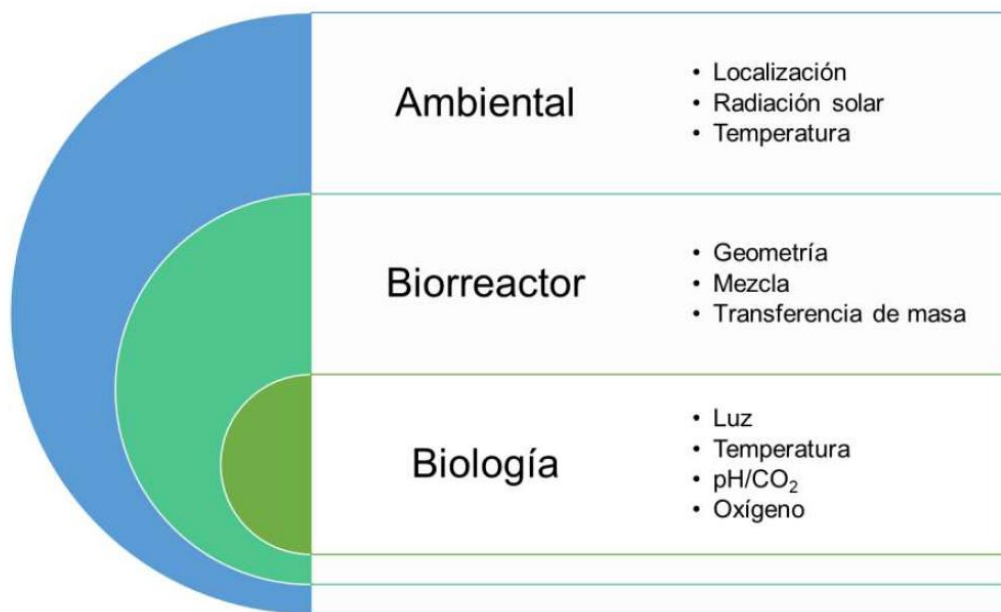 Ambiental
• Localización
• Radiación solar
• Temperatura
Biorreactor
• Geometría
• Mezcla
• Transferencia de masa
Biología
• Luz
• Temperatura
• pH/CO₂
• Oxígeno